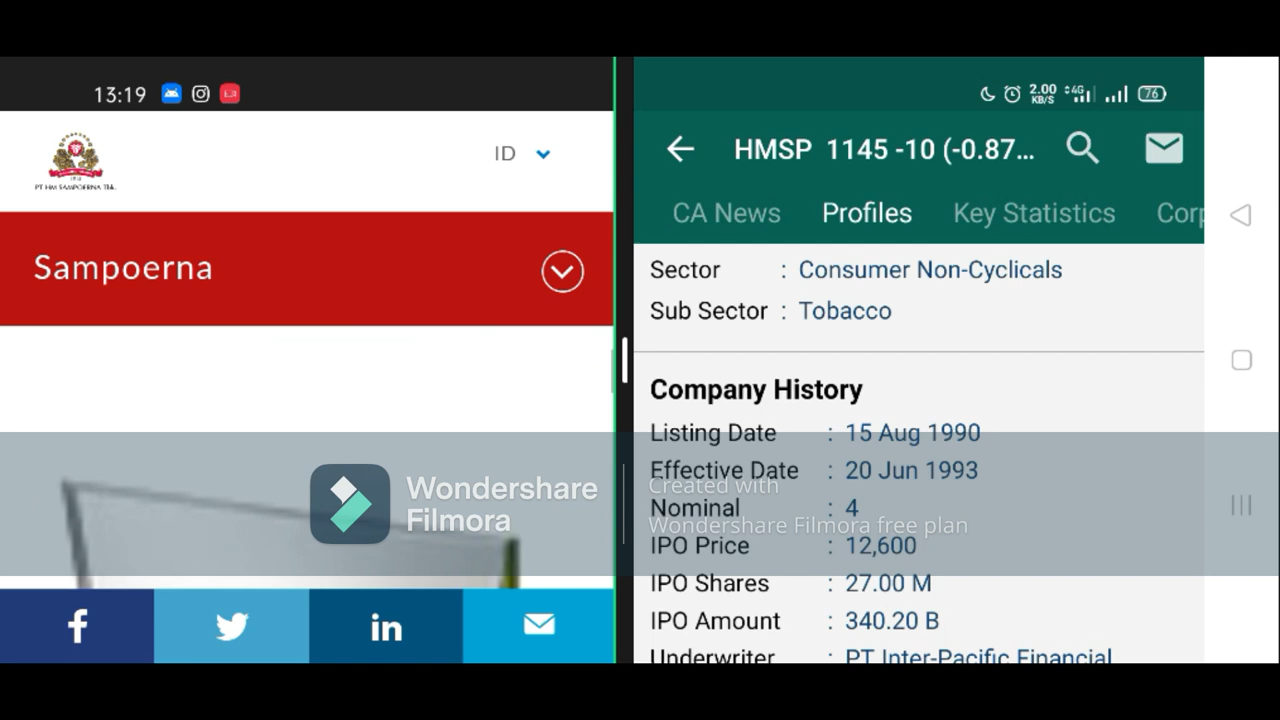 13:19
PT HM SAMPOERNA Tbk.
ID
Sampoerna
2.00
KB/S
4G
76
HMSP 1145 -10 (-0.87...
CA News Profiles Key Statistics Corp
Sector : Consumer Non-Cyclicals
Sub Sector : Tobacco
Company History
Listing Date : 15 Aug 1990
Effective Date : 20 Jun 1993
Nominal : 4
IPO Price : 12,600
IPO Shares : 27.00 M
IPO Amount : 340.20 B
Underwriter : PT Inter-Pacific Financial
Wondershare
Filmora
Created with
Wondershare Filmora free plan
f
in